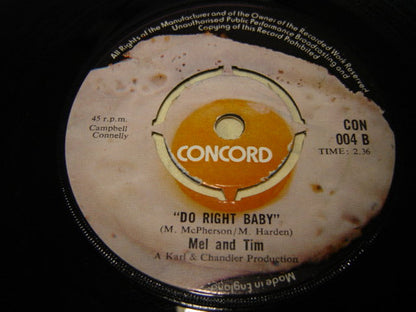 All Rights of the Manufacturer and of the Owner of the Recorded Work Reserved
Unauthorised Public Performance Broadcasting and
Copying of this Record Prohibited
45 r.p.m.
Campbell
Connelly
CON
004 B
TIME: 2.36
CONCORD
"DO RIGHT BABY"
(M. McPherson/M. Harden)
Mel and Tim
A Karl & Chandler Production
Made in England